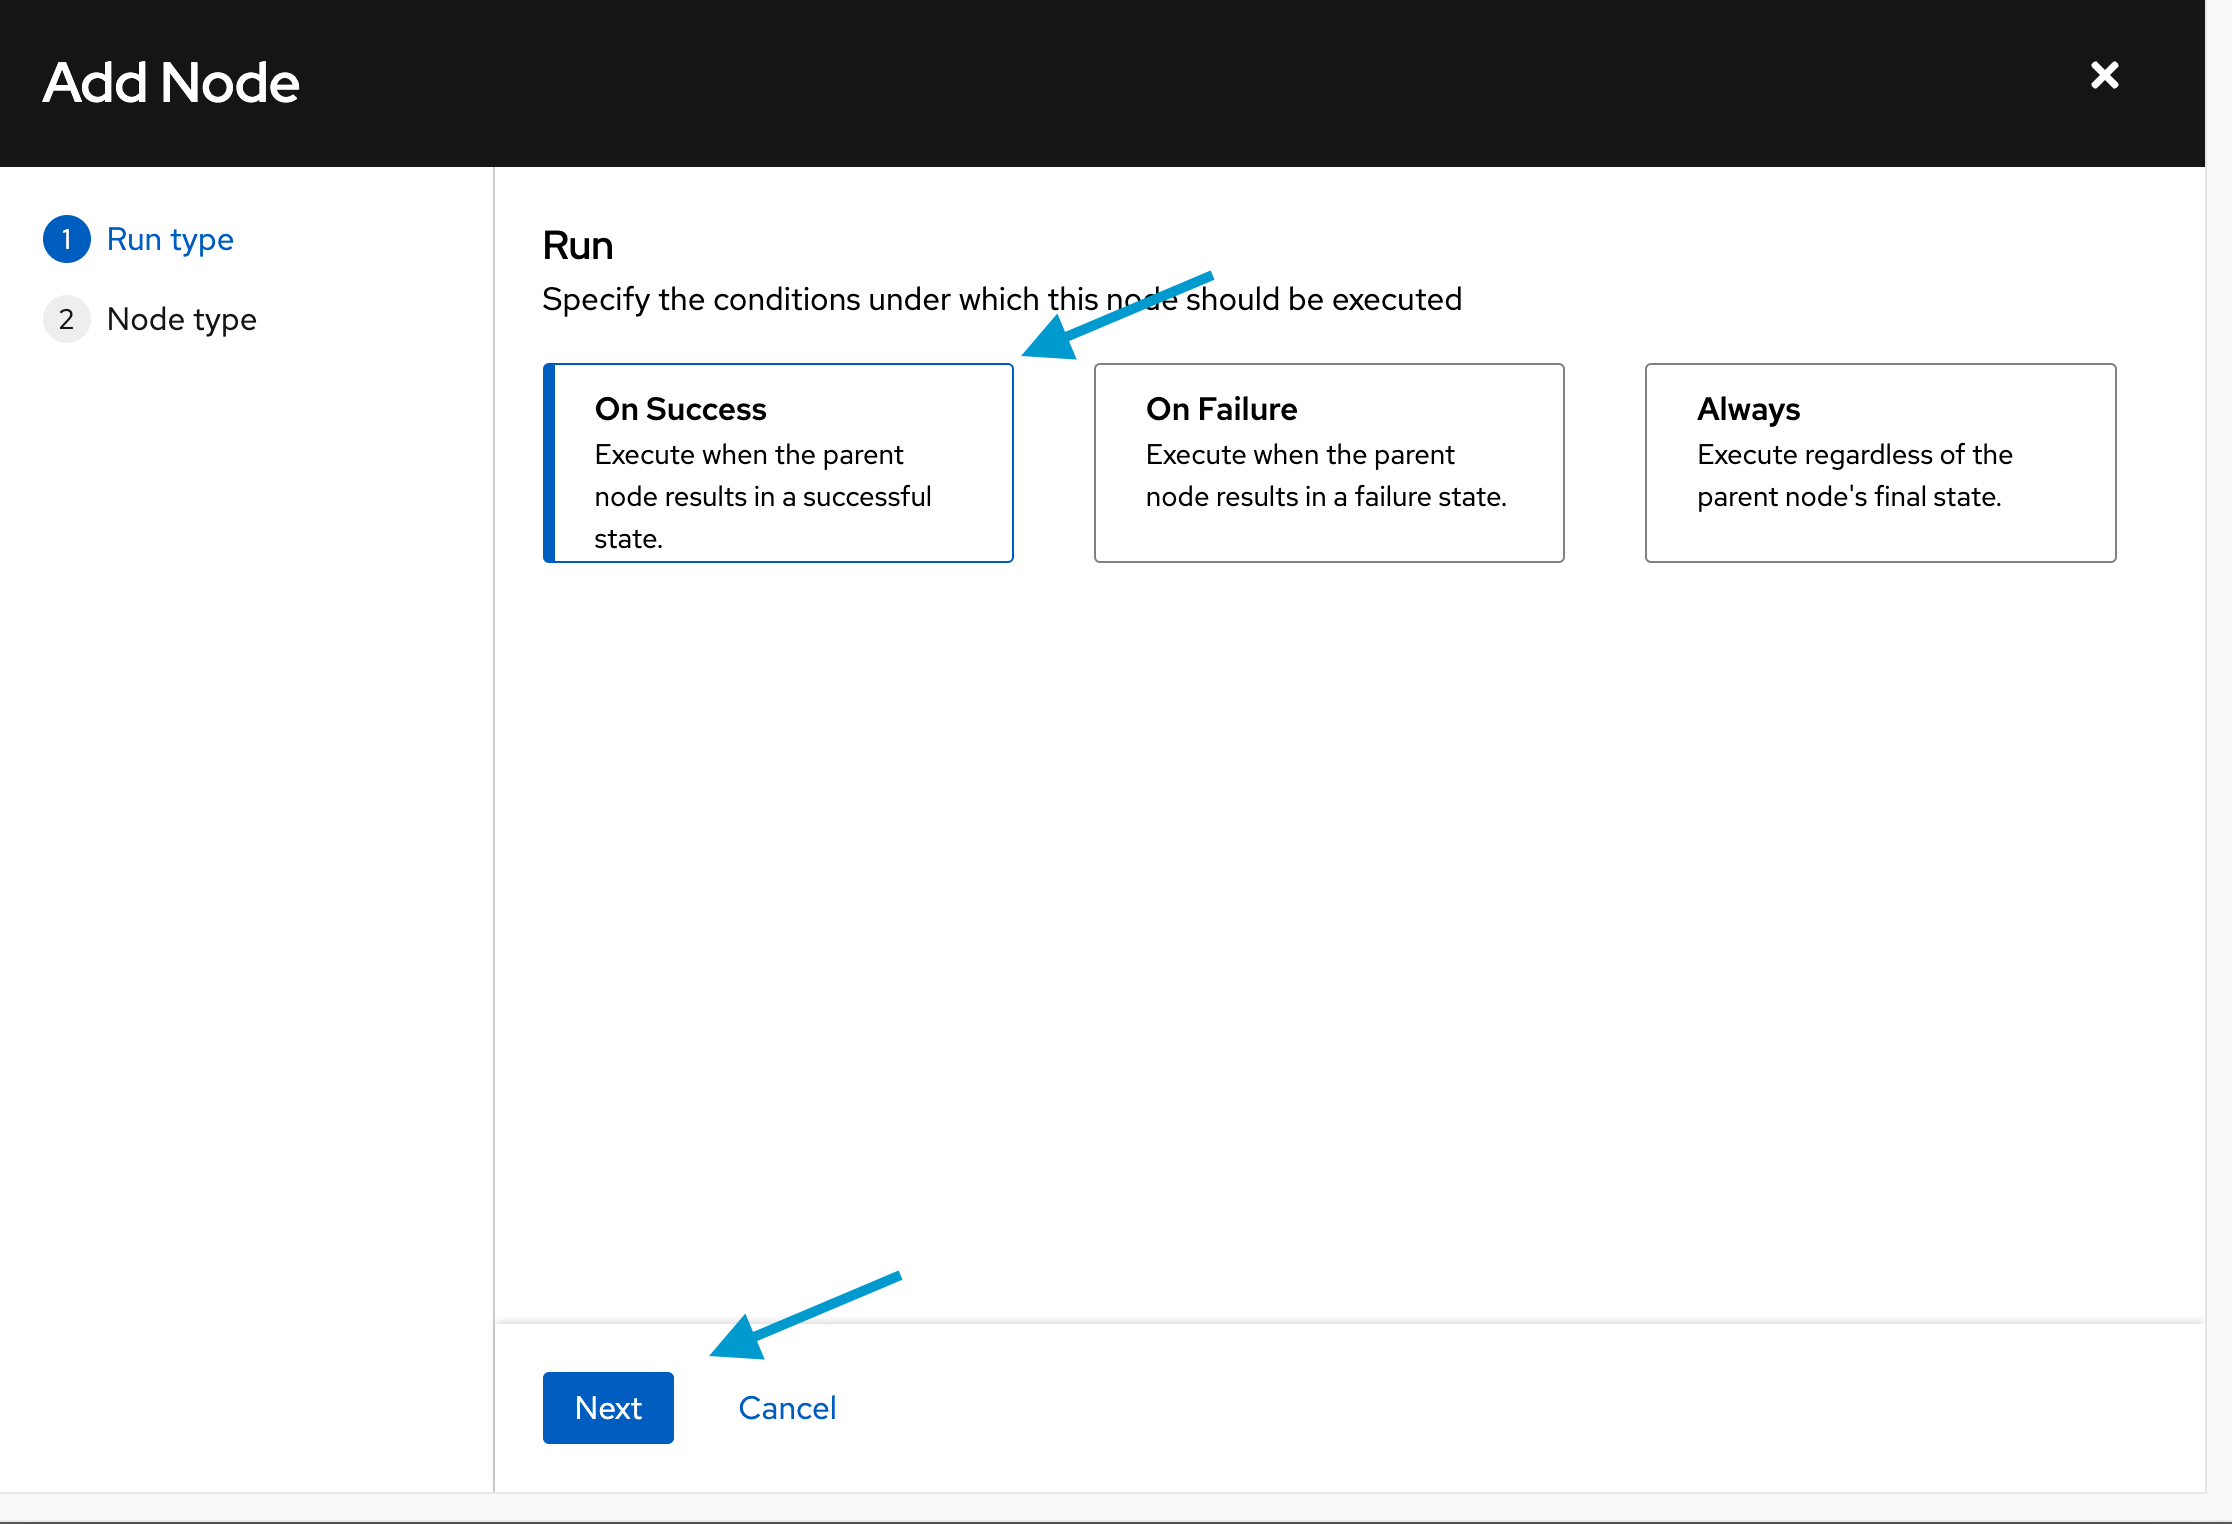 Add Node
1 Run type
2 Node type
Run
Specify the conditions under which this node should be executed
On Success
Execute when the parent
node results in a successful
state.
On Failure
Execute when the parent
node results in a failure state.
Always
Execute regardless of the
parent node's final state.
Next
Cancel